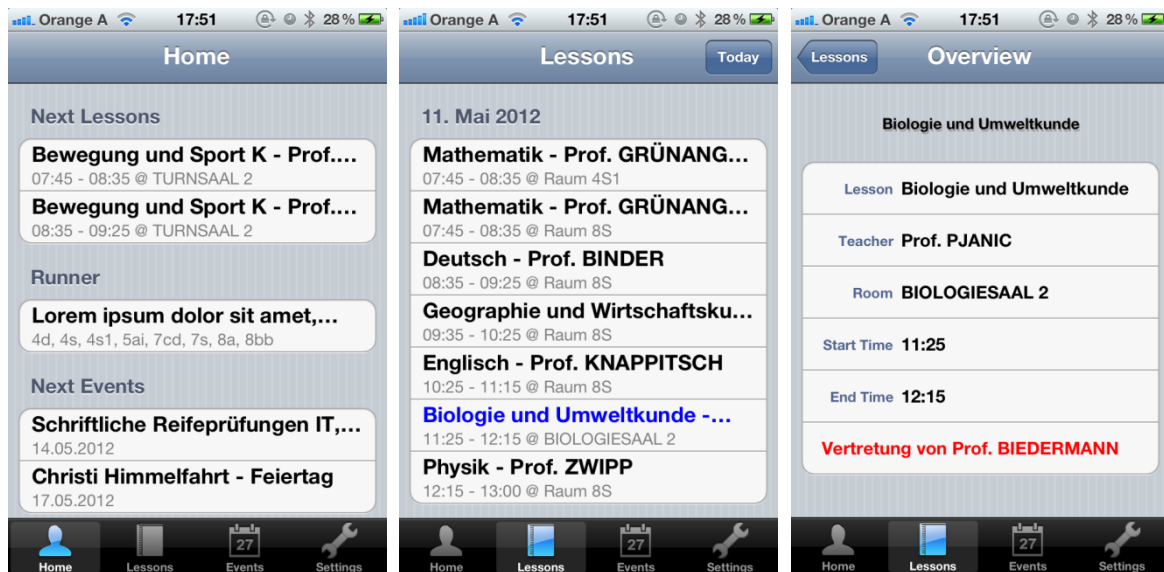 Orange A 17:51 28 %
Home
Next Lessons
Bewegung und Sport K - Prof....
07:45 - 08:35 @ TURNSAAL 2
Bewegung und Sport K - Prof....
08:35 - 09:25 @ TURNSAAL 2
Runner
Lorem ipsum dolor sit amet,...
4d, 4s, 4s1, 5ai, 7cd, 7s, 8a, 8bb
Next Events
Schriftliche Reifeprüfungen IT,...
14.05.2012
Christi Himmelfahrt - Feiertag
17.05.2012
27
Home Lessons Events Settings
Orange A 17:51 28 %
Lessons Today
11. Mai 2012
Mathematik - Prof. GRÜNANG...
07:45 - 08:35 @ Raum 4S1
Mathematik - Prof. GRÜNANG...
07:45 - 08:35 @ Raum 8S
Deutsch - Prof. BINDER
08:35 - 09:25 @ Raum 8S
Geographie und Wirtschaftsku...
09:35 - 10:25 @ Raum 8S
Englisch - Prof. KNAPPITSCH
10:25 - 11:15 @ Raum 8S
Biologie und Umweltkunde -...
11:25 - 12:15 @ BIOLOGIESAAL 2
Physik - Prof. ZWIPP
12:15 - 13:00 @ Raum 8S
27
Home Lessons Events Settings
Orange A 17:51 28 %
Lessons Overview
Biologie und Umweltkunde
Lesson Biologie und Umweltkunde
Teacher Prof. PJANIC
Room BIOLOGIESAAL 2
Start Time 11:25
End Time 12:15
Vertretung von Prof. BIEDERMANN
27
Home Lessons Events Settings